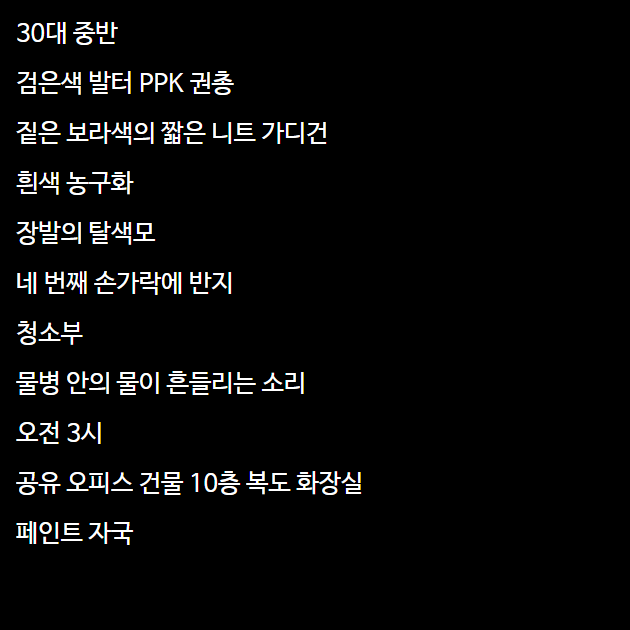 30대 중반
검은색 발터 PPK 권총
짙은 보라색의 짧은 니트 가디건
흰색 농구화
장발의 탈색모
네 번째 손가락에 반지
청소부
물병 안의 물이 흔들리는 소리
오전 3시
공유 오피스 건물 10층 복도 화장실
페인트 자국